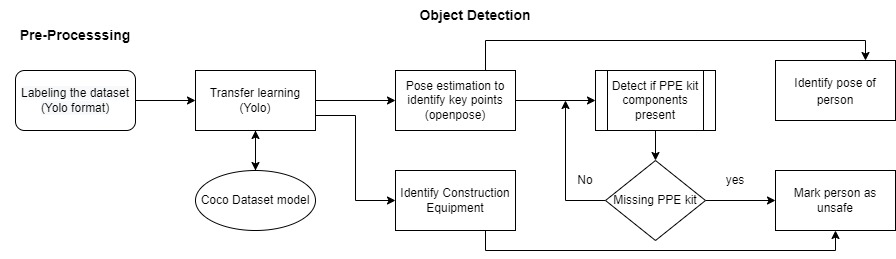 Object Detection
Pre-Processsing
Labeling the dataset
(Yolo format)
Transfer learning
(Yolo)
Pose estimation to
identify key points
(openpose)
Detect if PPE kit
components
present
Identify pose of
person
Coco Dataset model
Identify Construction
Equipment
No
Missing PPE kit
yes
Mark person as
unsafe